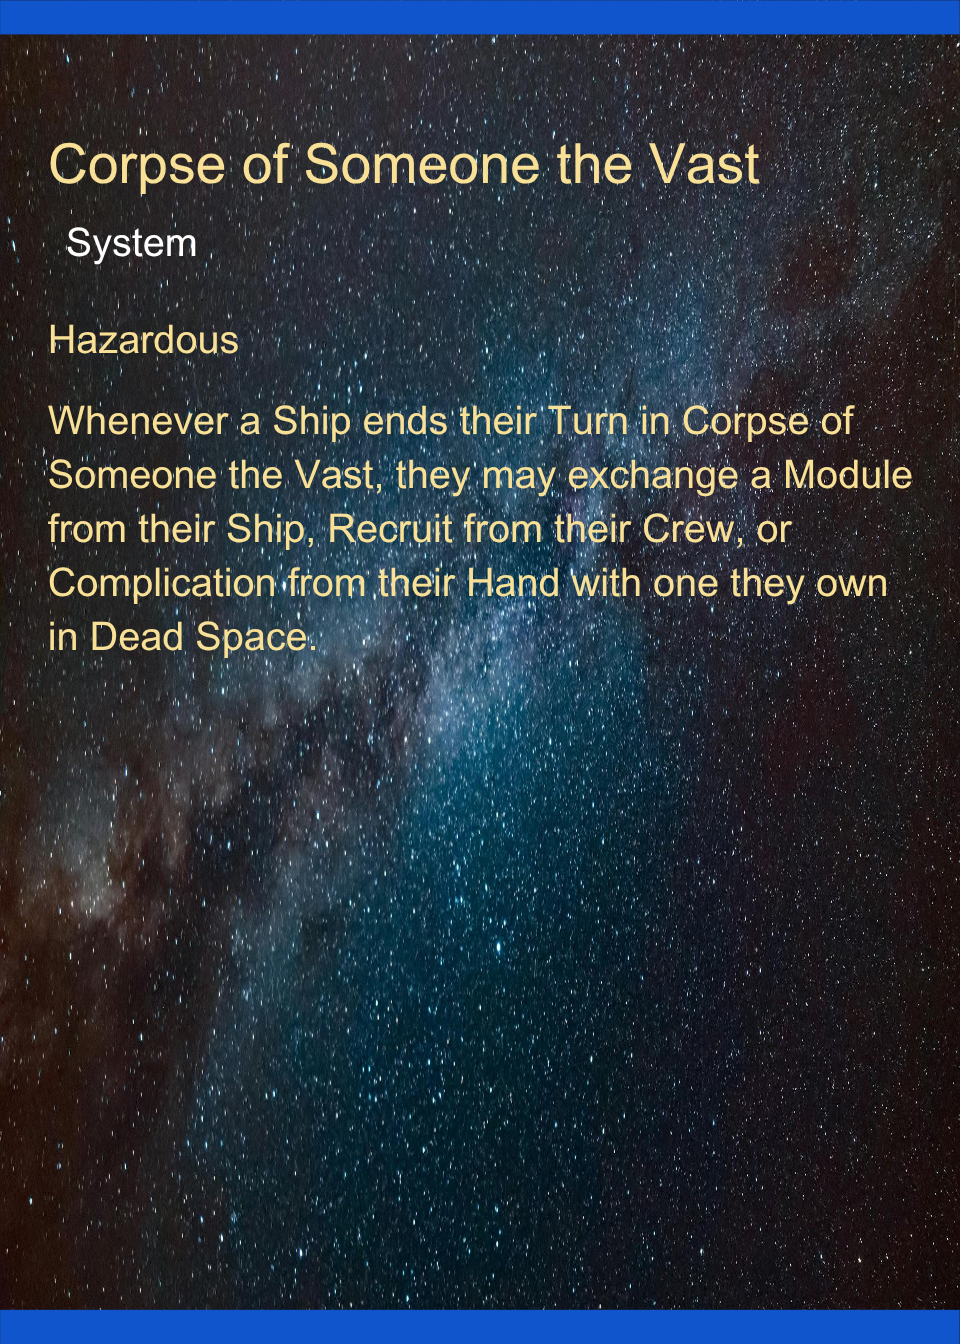 Corpse of Someone the Vast
System
Hazardous
Whenever a Ship ends their Turn in Corpse of
Someone the Vast, they may exchange a Module
from their Ship, Recruit from their Crew, or
Complication from their Hand with one they own
in Dead Space.